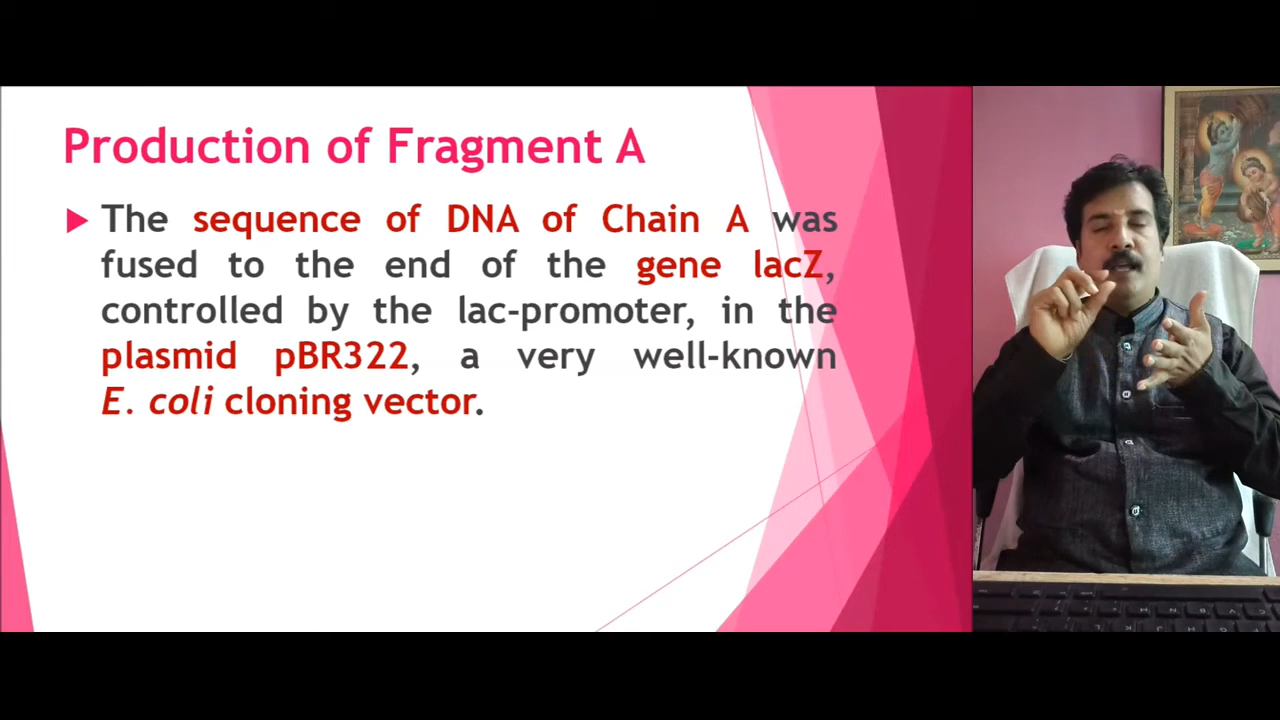 Production of Fragment A
The sequence of DNA of Chain A was
fused to the end of the gene lacZ,
controlled by the lac-promoter, in the
plasmid pBR322, a very well-known
E. coli cloning vector.